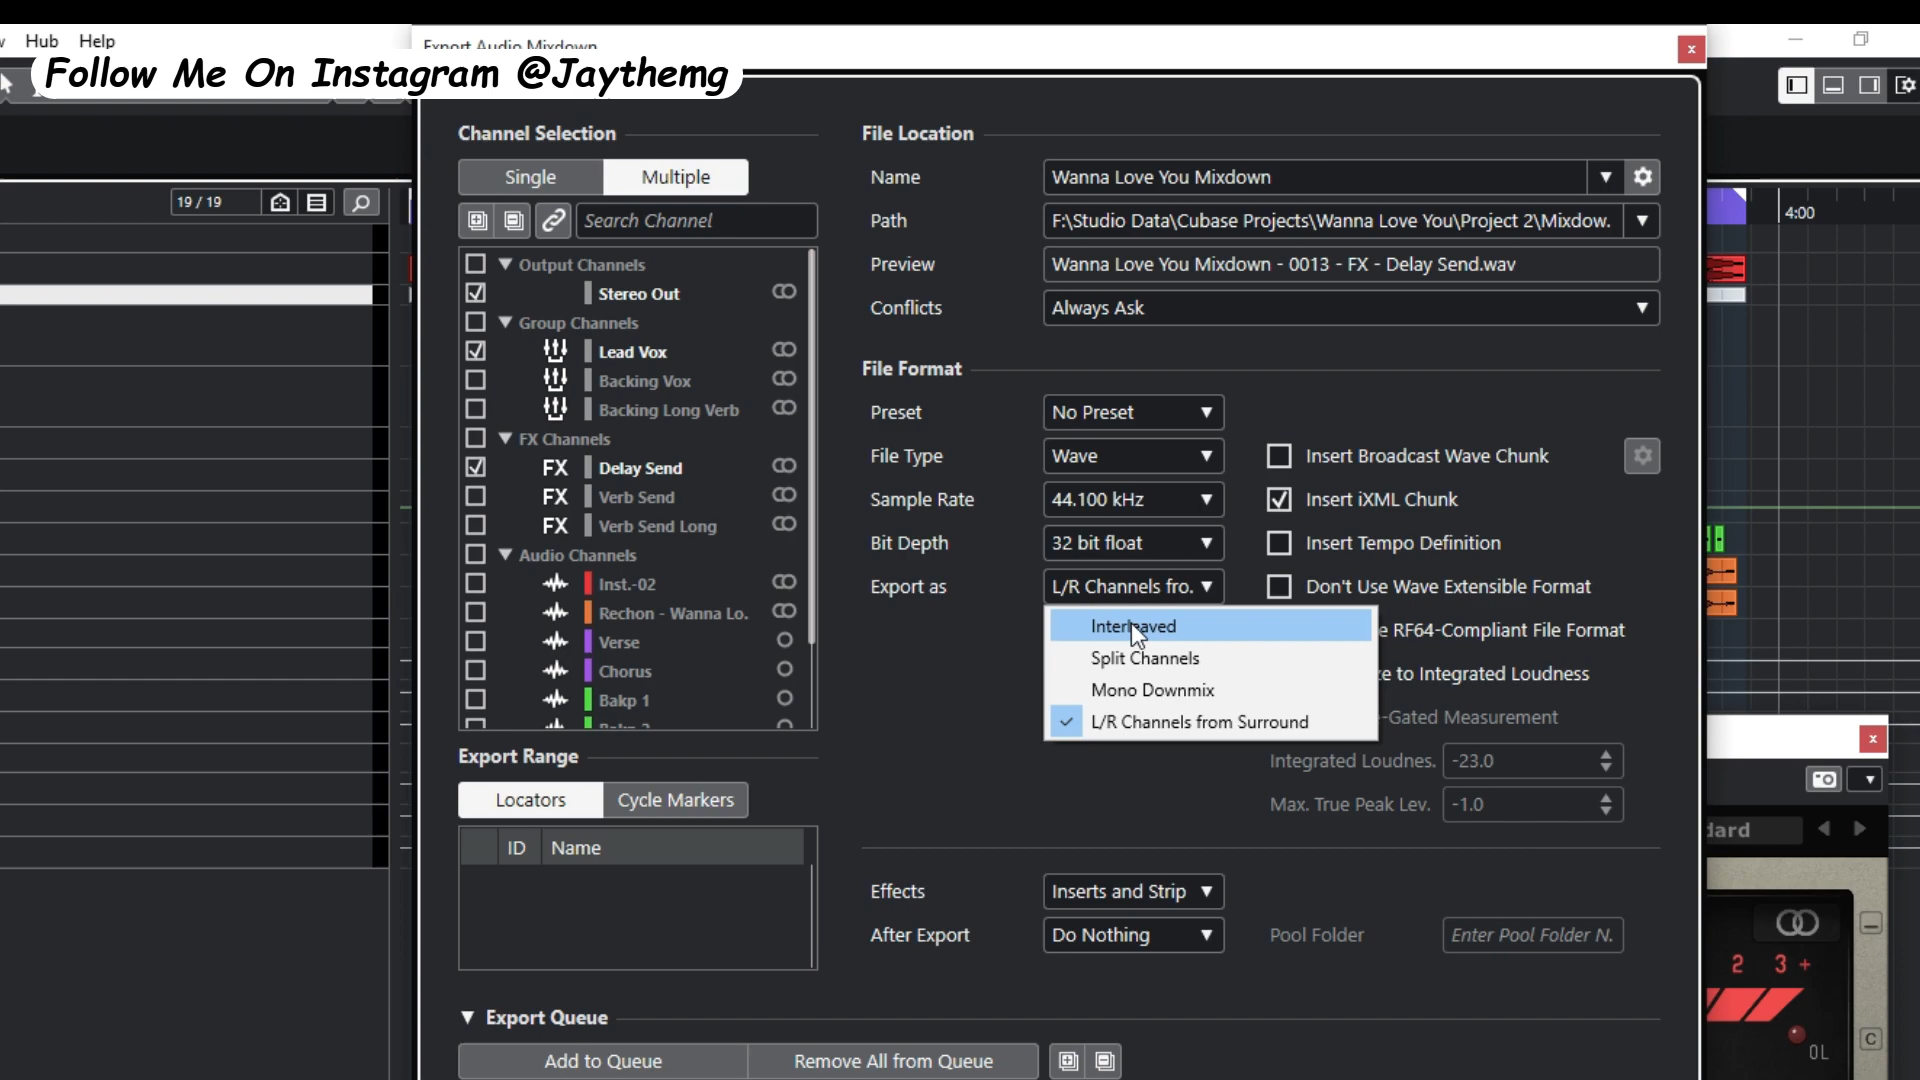 Hub Help
Export Audio Mixdown
Follow Me On Instagram @Jaythemg
19 / 19
4:00
Channel Selection
Single Multiple
Search Channel
Output Channels
Stereo Out
Group Channels
Lead Vox
Backing Vox
Backing Long Verb
FX Channels
FX Delay Send
FX Verb Send
FX Verb Send Long
Audio Channels
Inst.-02
Rechon - Wanna Lo.
Verse
Chorus
Bakp 1
Export Range
Locators Cycle Markers
ID Name
Export Queue
Add to Queue Remove All from Queue
File Location
Name Wanna Love You Mixdown
Path F:\Studio Data\Cubase Projects\Wanna Love You\Project 2\Mixdow.
Preview Wanna Love You Mixdown - 0013 - FX - Delay Send.wav
Conflicts Always Ask
File Format
Preset No Preset
File Type Wave Insert Broadcast Wave Chunk
Sample Rate 44.100 kHz Insert iXML Chunk
Bit Depth 32 bit float Insert Tempo Definition
Export as L/R Channels fro. Don't Use Wave Extensible Format
Interleaved
Split Channels
Mono Downmix
L/R Channels from Surround
e RF64-Compliant File Format
ze to Integrated Loudness
-Gated Measurement
Integrated Loudnes. -23.0
Max. True Peak Lev. -1.0
Effects Inserts and Strip
After Export Do Nothing Pool Folder Enter Pool Folder N.
dard
2 3 +
OL
C